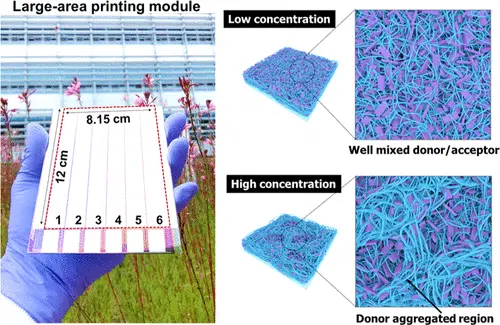 Large-area printing module
8.15 cm
12 cm
1 2 3 4 5 6
Low concentration
Well mixed donor/acceptor
High concentration
Donor aggregated region